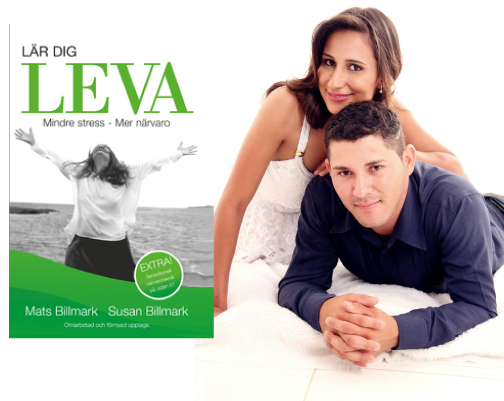 LÄR DIG
LEVA
Mindre stress - Mer närvaro
EXTRA!
Mats Billmark Susan Billmark
Omarbetad och förnyad upplaga